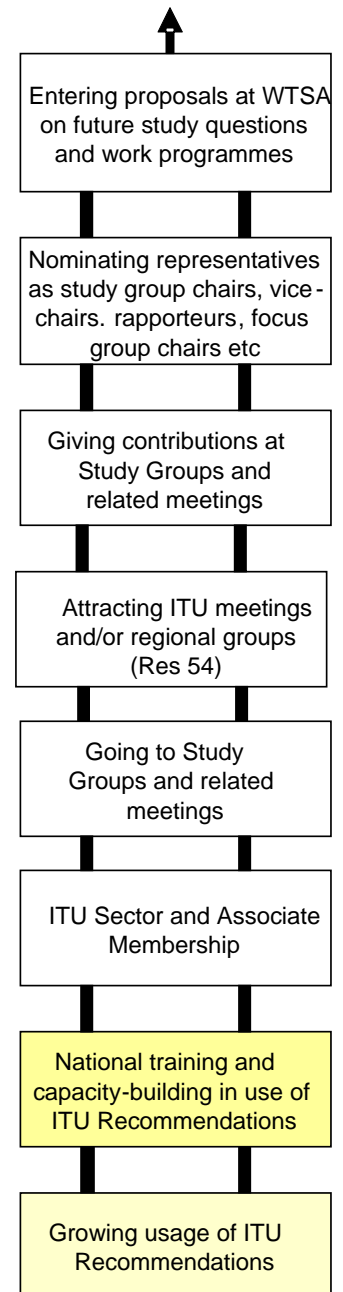 Entering proposals at WTSA
on future study questions
and work programmes
Nominating representatives
as study group chairs, vice-
chairs. rapporteurs, focus
group chairs etc
Giving contributions at
Study Groups and
related meetings
Attracting ITU meetings
and/or regional groups
(Res 54)
Going to Study
Groups and related
meetings
ITU Sector and Associate
Membership
National training and
capacity-building in use of
ITU Recommendations
Growing usage of ITU
Recommendations